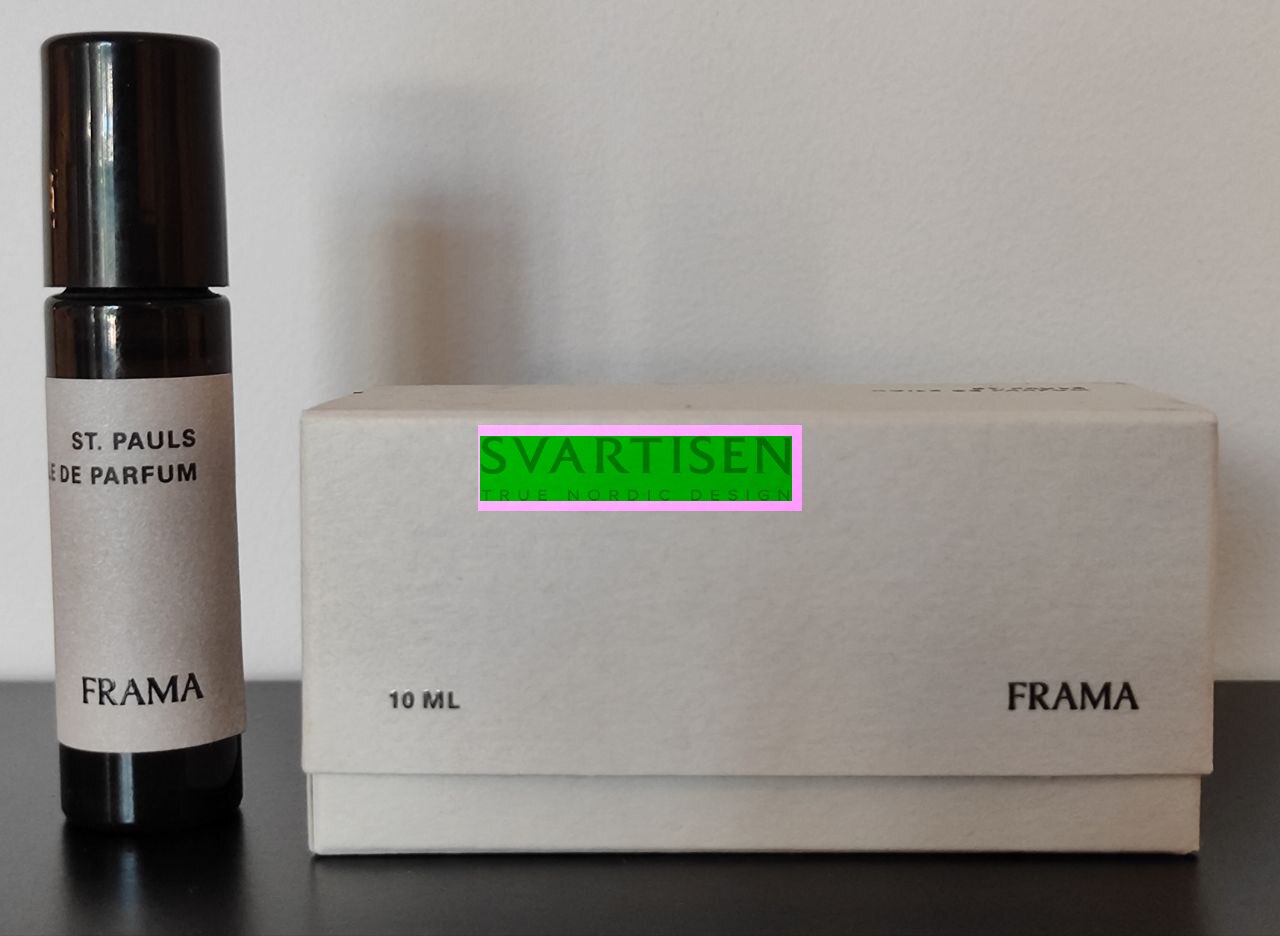 ST. PAULS
E DE PARFUM
FRAMA
SVARTISEN
TRUE NORDIC DESIGN
10 ML
FRAMA